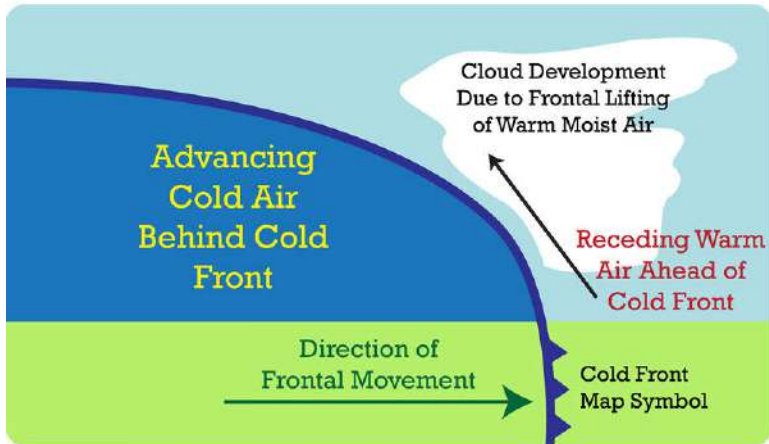 Cloud Development
Due to Frontal Lifting
of Warm Moist Air
Advancing
Cold Air
Behind Cold
Front
Receding Warm
Air Ahead of
Cold Front
Direction of
Frontal Movement
Cold Front
Map Symbol